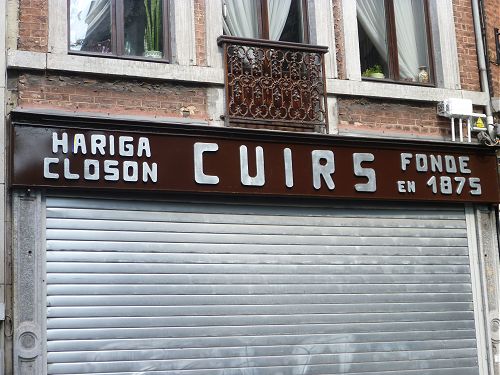 HARIGA
CLOSON
CUIRS
FONDE
EN 1875